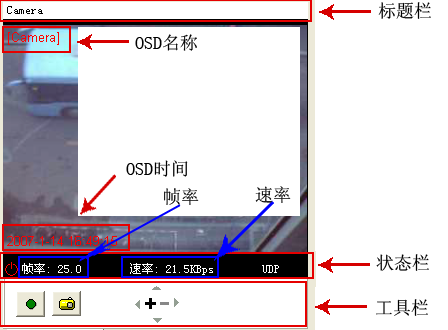 Camera
标题栏
[Camera]
OSD名称
OSD时间
帧率
速率
帧率: 25.0
速率: 21.5KBps
UDP
状态栏
工具栏